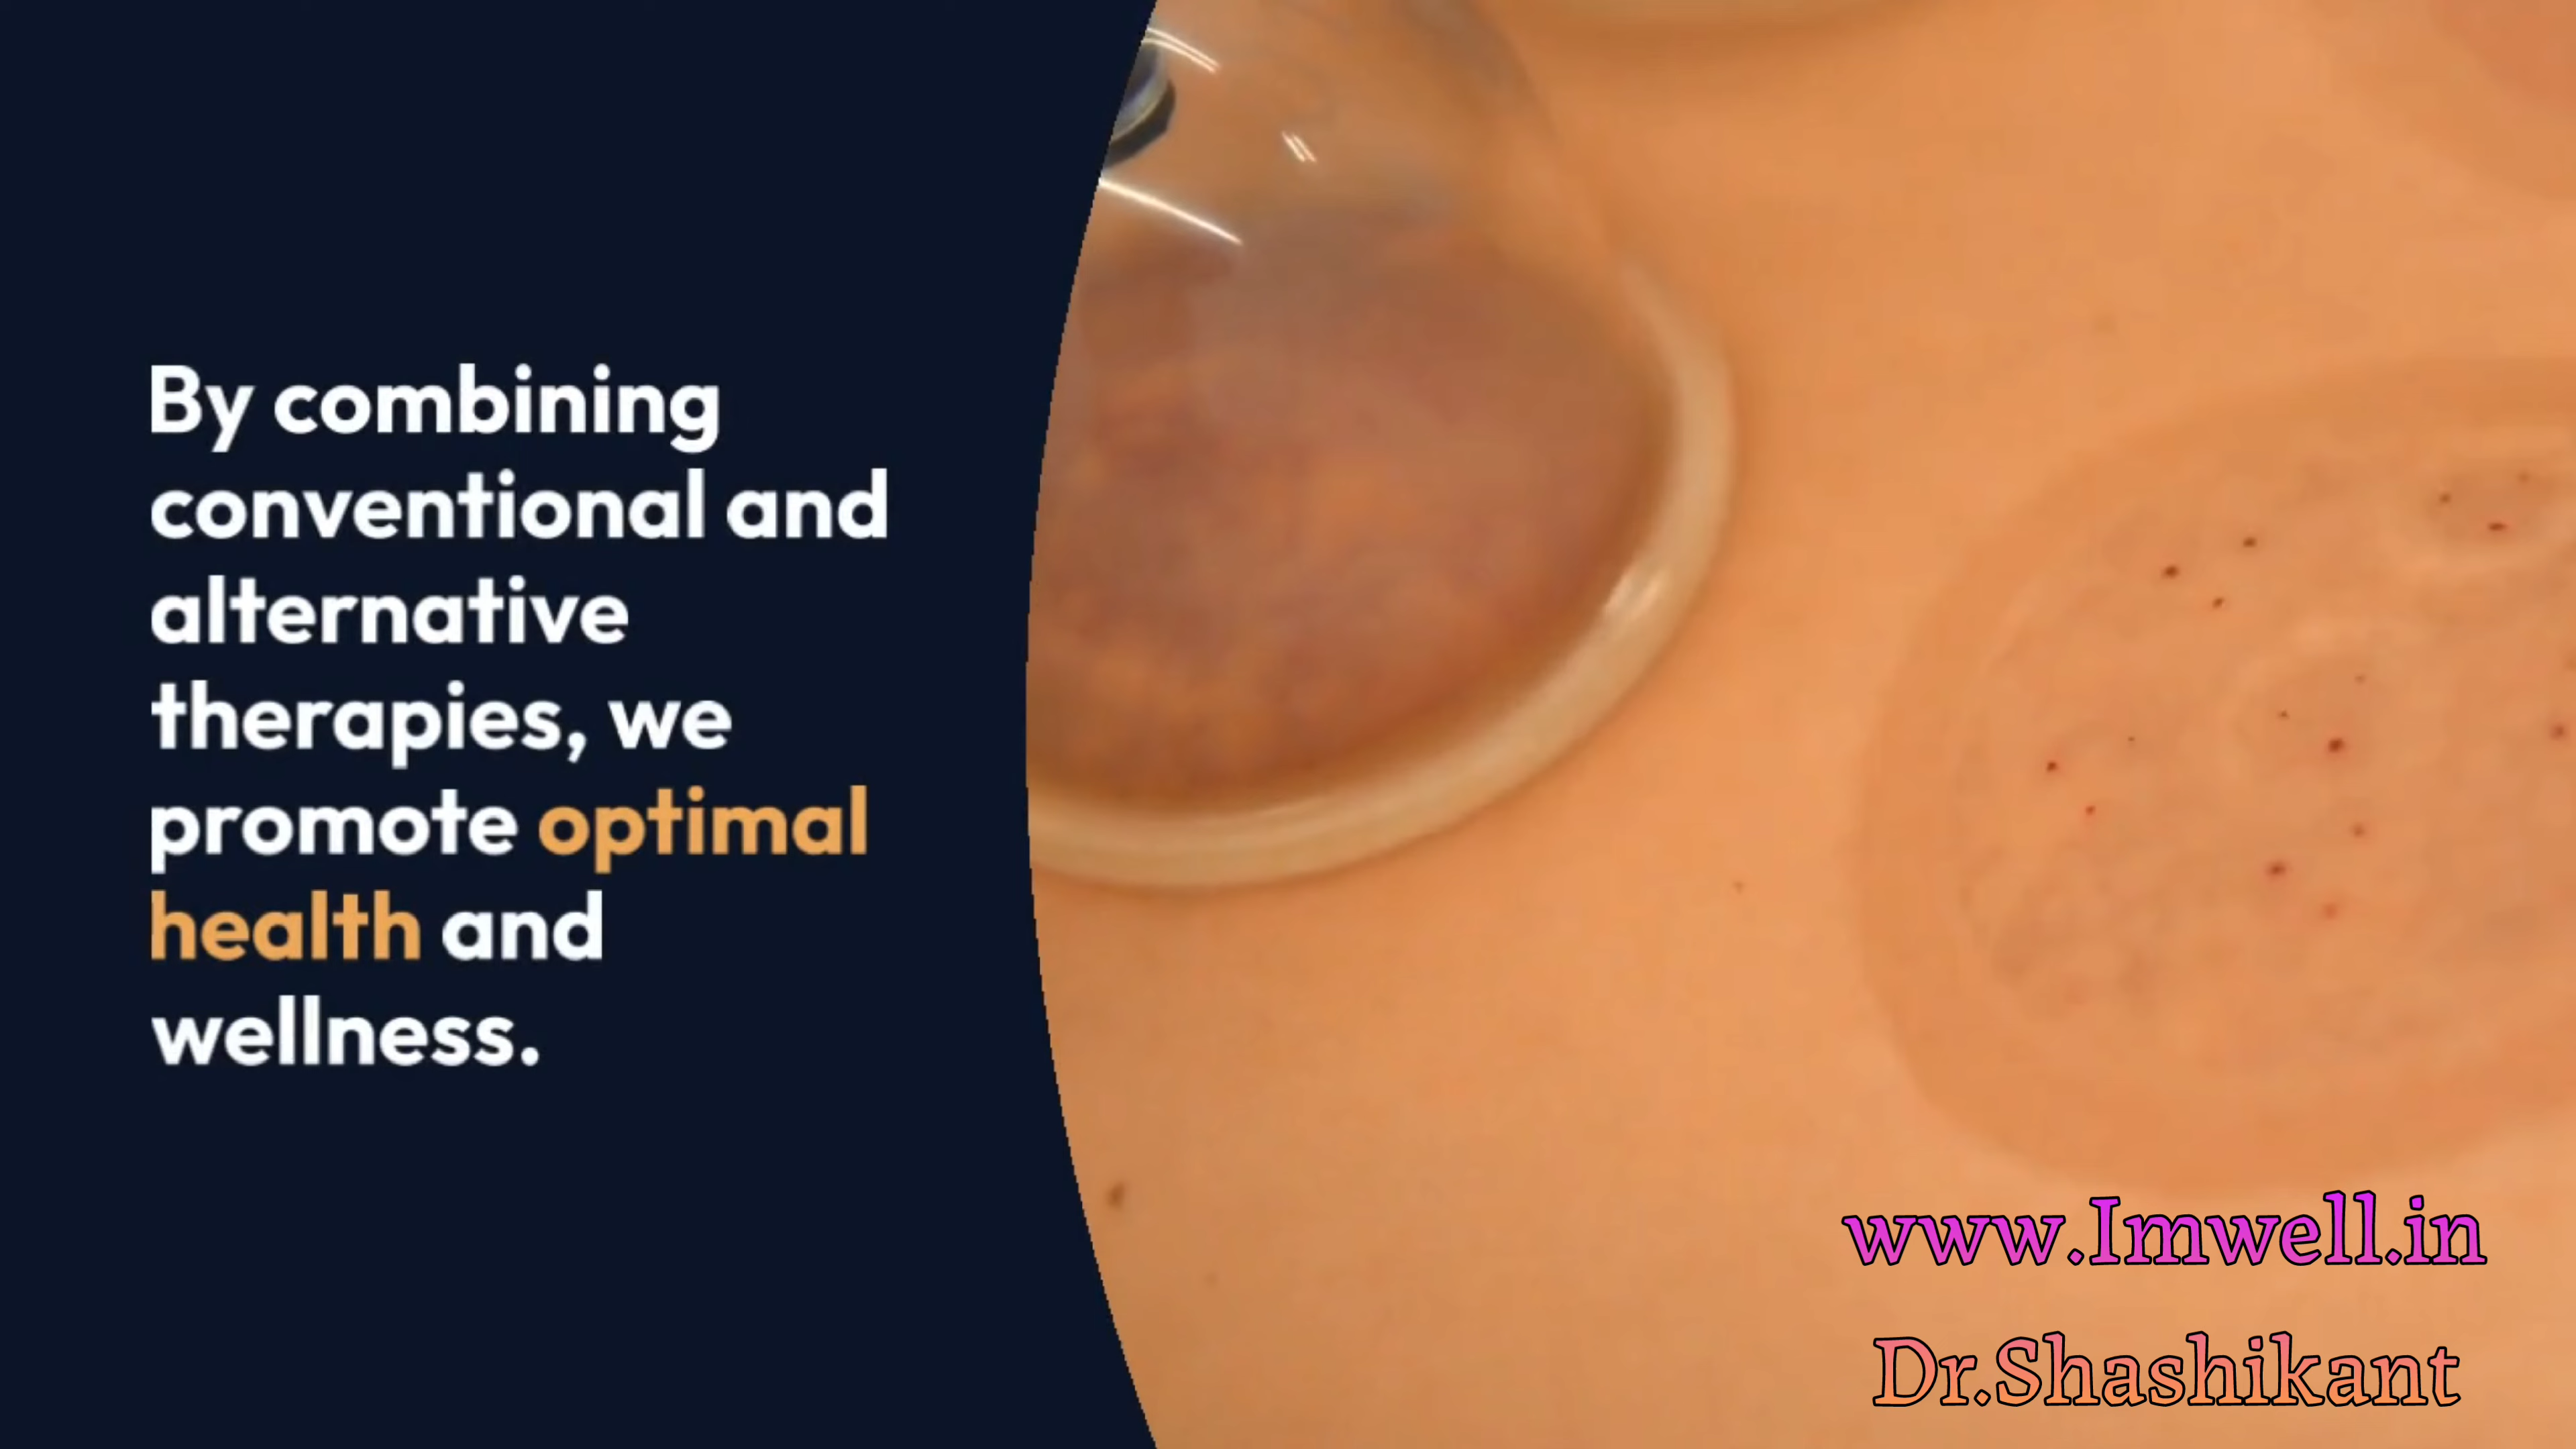 By combining
conventional and
alternative
therapies, we
promote optimal
health and
wellness.
www.Imwell.in
Dr.Shashikant